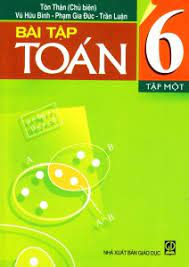 Tôn Thân (Chủ biên)
Vũ Hữu Bình - Phạm Gia Đức - Trần Luận
BÀI TẬP
TOÁN 6
TẬP MỘT
NHÀ XUẤT BẢN GIÁO DỤC